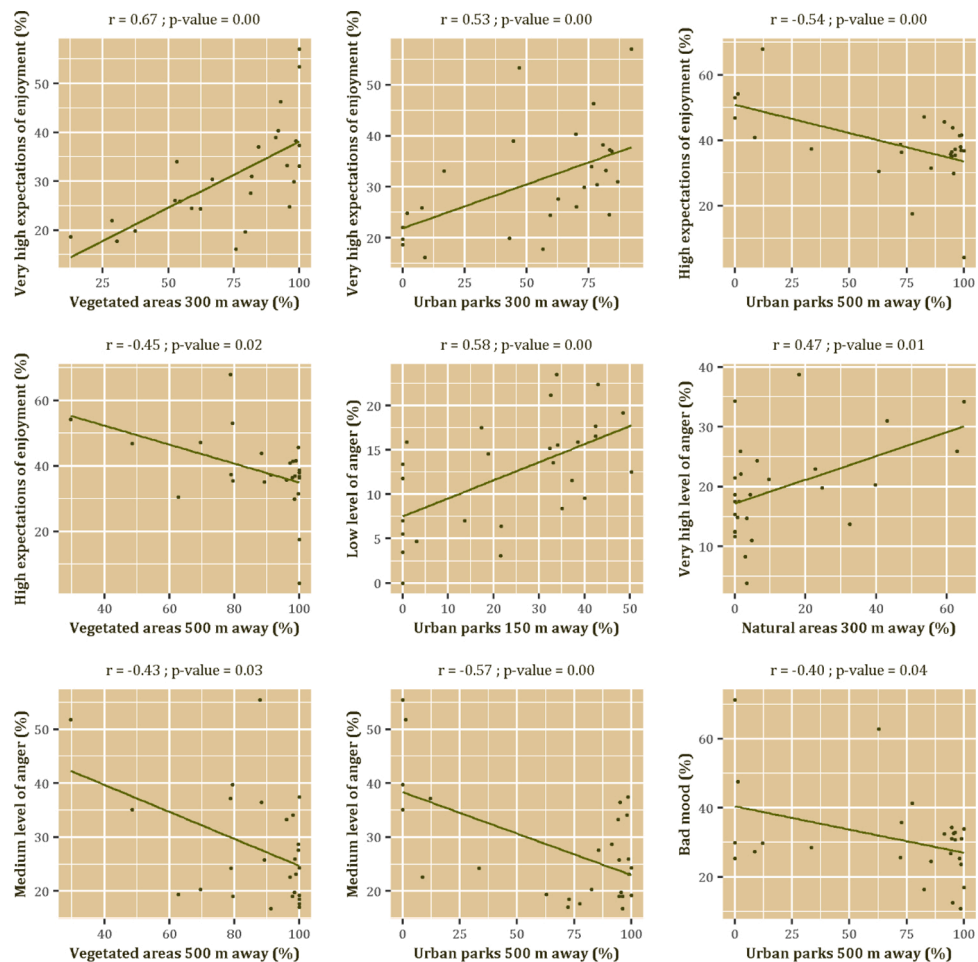 r = 0.67 ; p-value = 0.00
Very high expectations of enjoyment (%)
50
40
30
20
25
50
75
100
Vegetated areas 300 m away (%)
r = 0.53 ; p-value = 0.00
Very high expectations of enjoyment (%)
50
40
30
20
0
25
50
75
Urban parks 300 m away (%)
r = -0.54 ; p-value = 0.00
High expectations of enjoyment (%)
60
40
20
0
25
50
75
100
Urban parks 500 m away (%)
r = -0.45 ; p-value = 0.02
High expectations of enjoyment (%)
60
40
20
40
60
80
100
Vegetated areas 500 m away (%)
r = 0.58 ; p-value = 0.00
Low level of anger (%)
20
15
10
5
0
0
10
20
30
40
50
Urban parks 150 m away (%)
r = 0.47 ; p-value = 0.01
Very high level of anger (%)
40
30
20
10
0
20
40
60
Natural areas 300 m away (%)
r = -0.43 ; p-value = 0.03
Medium level of anger (%)
50
40
30
20
40
60
80
100
Vegetated areas 500 m away (%)
r = -0.57 ; p-value = 0.00
Medium level of anger (%)
50
40
30
20
0
25
50
75
100
Urban parks 500 m away (%)
r = -0.40 ; p-value = 0.04
Bad mood (%)
60
40
20
0
25
50
75
100
Urban parks 500 m away (%)